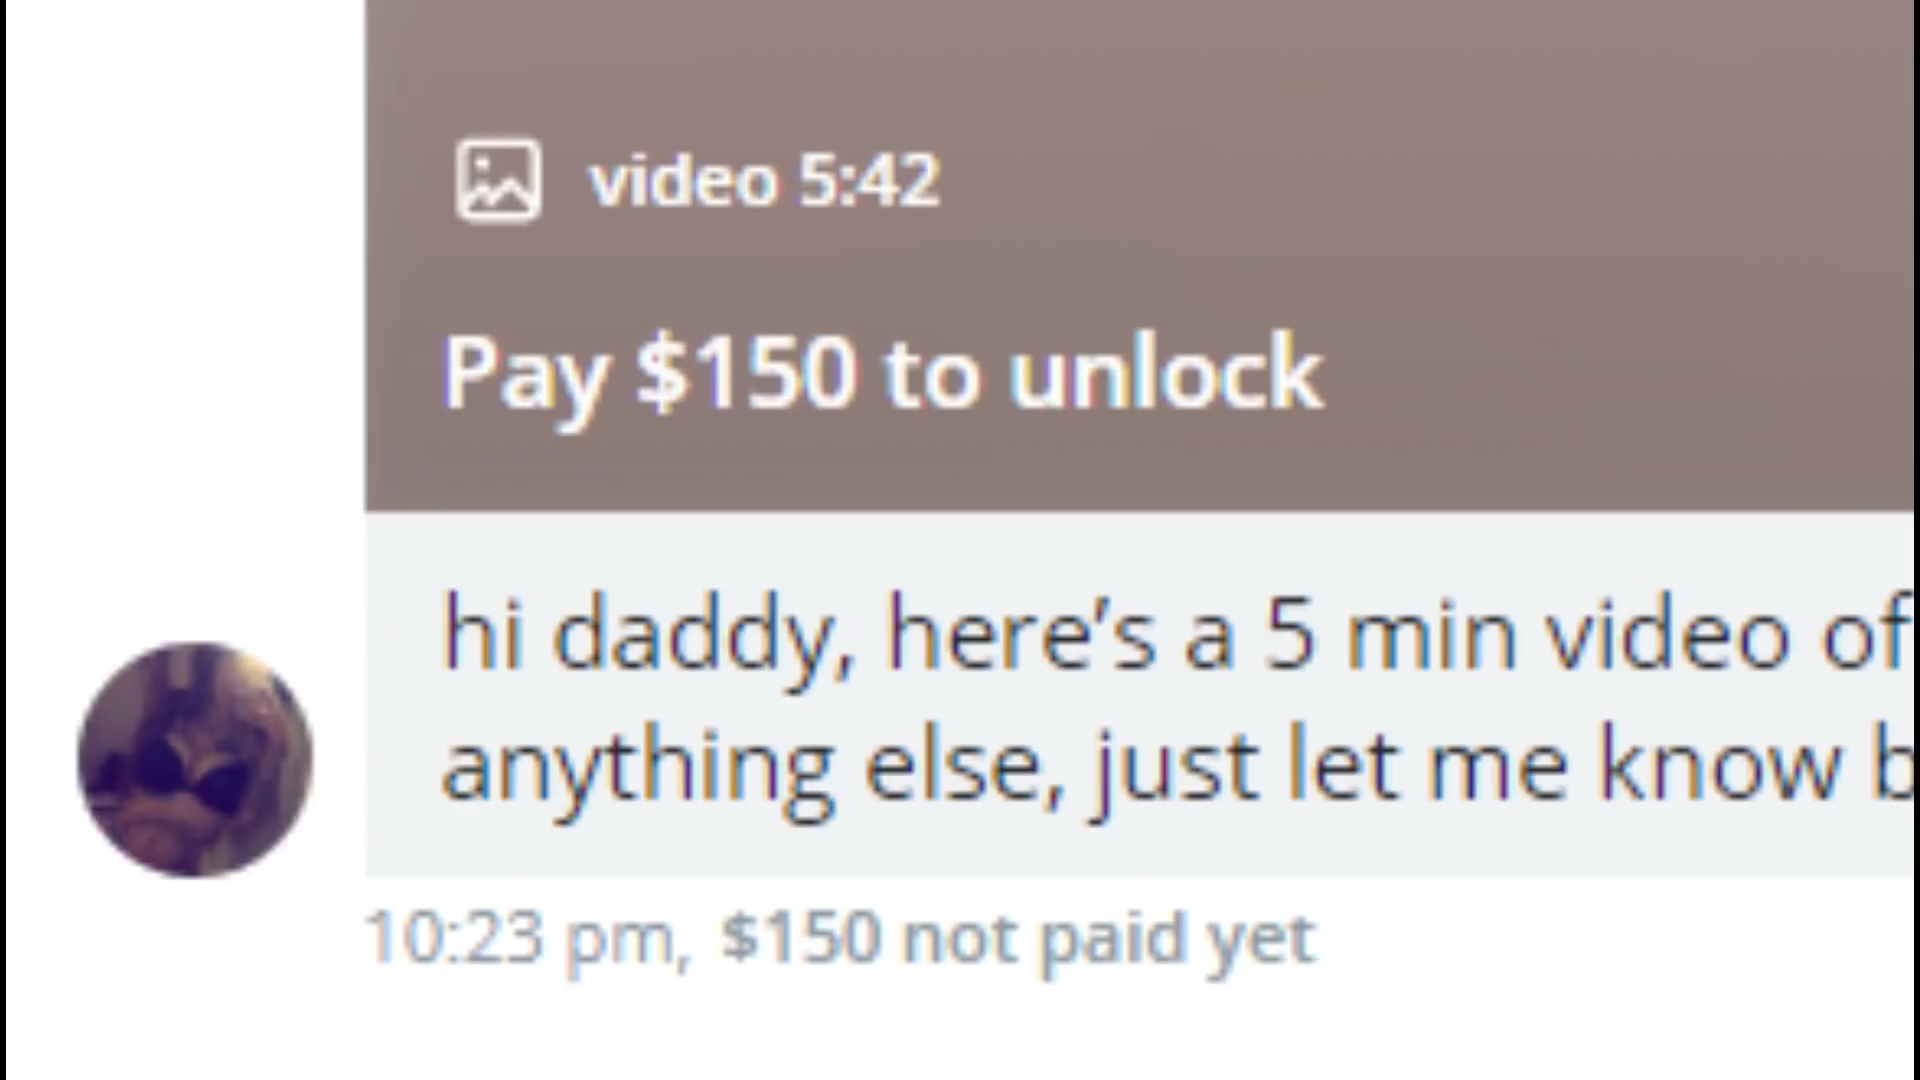 video 5:42
Pay $150 to unlock
hi daddy, here’s a 5 min video of
anything else, just let me know
10:23 pm, $150 not paid yet